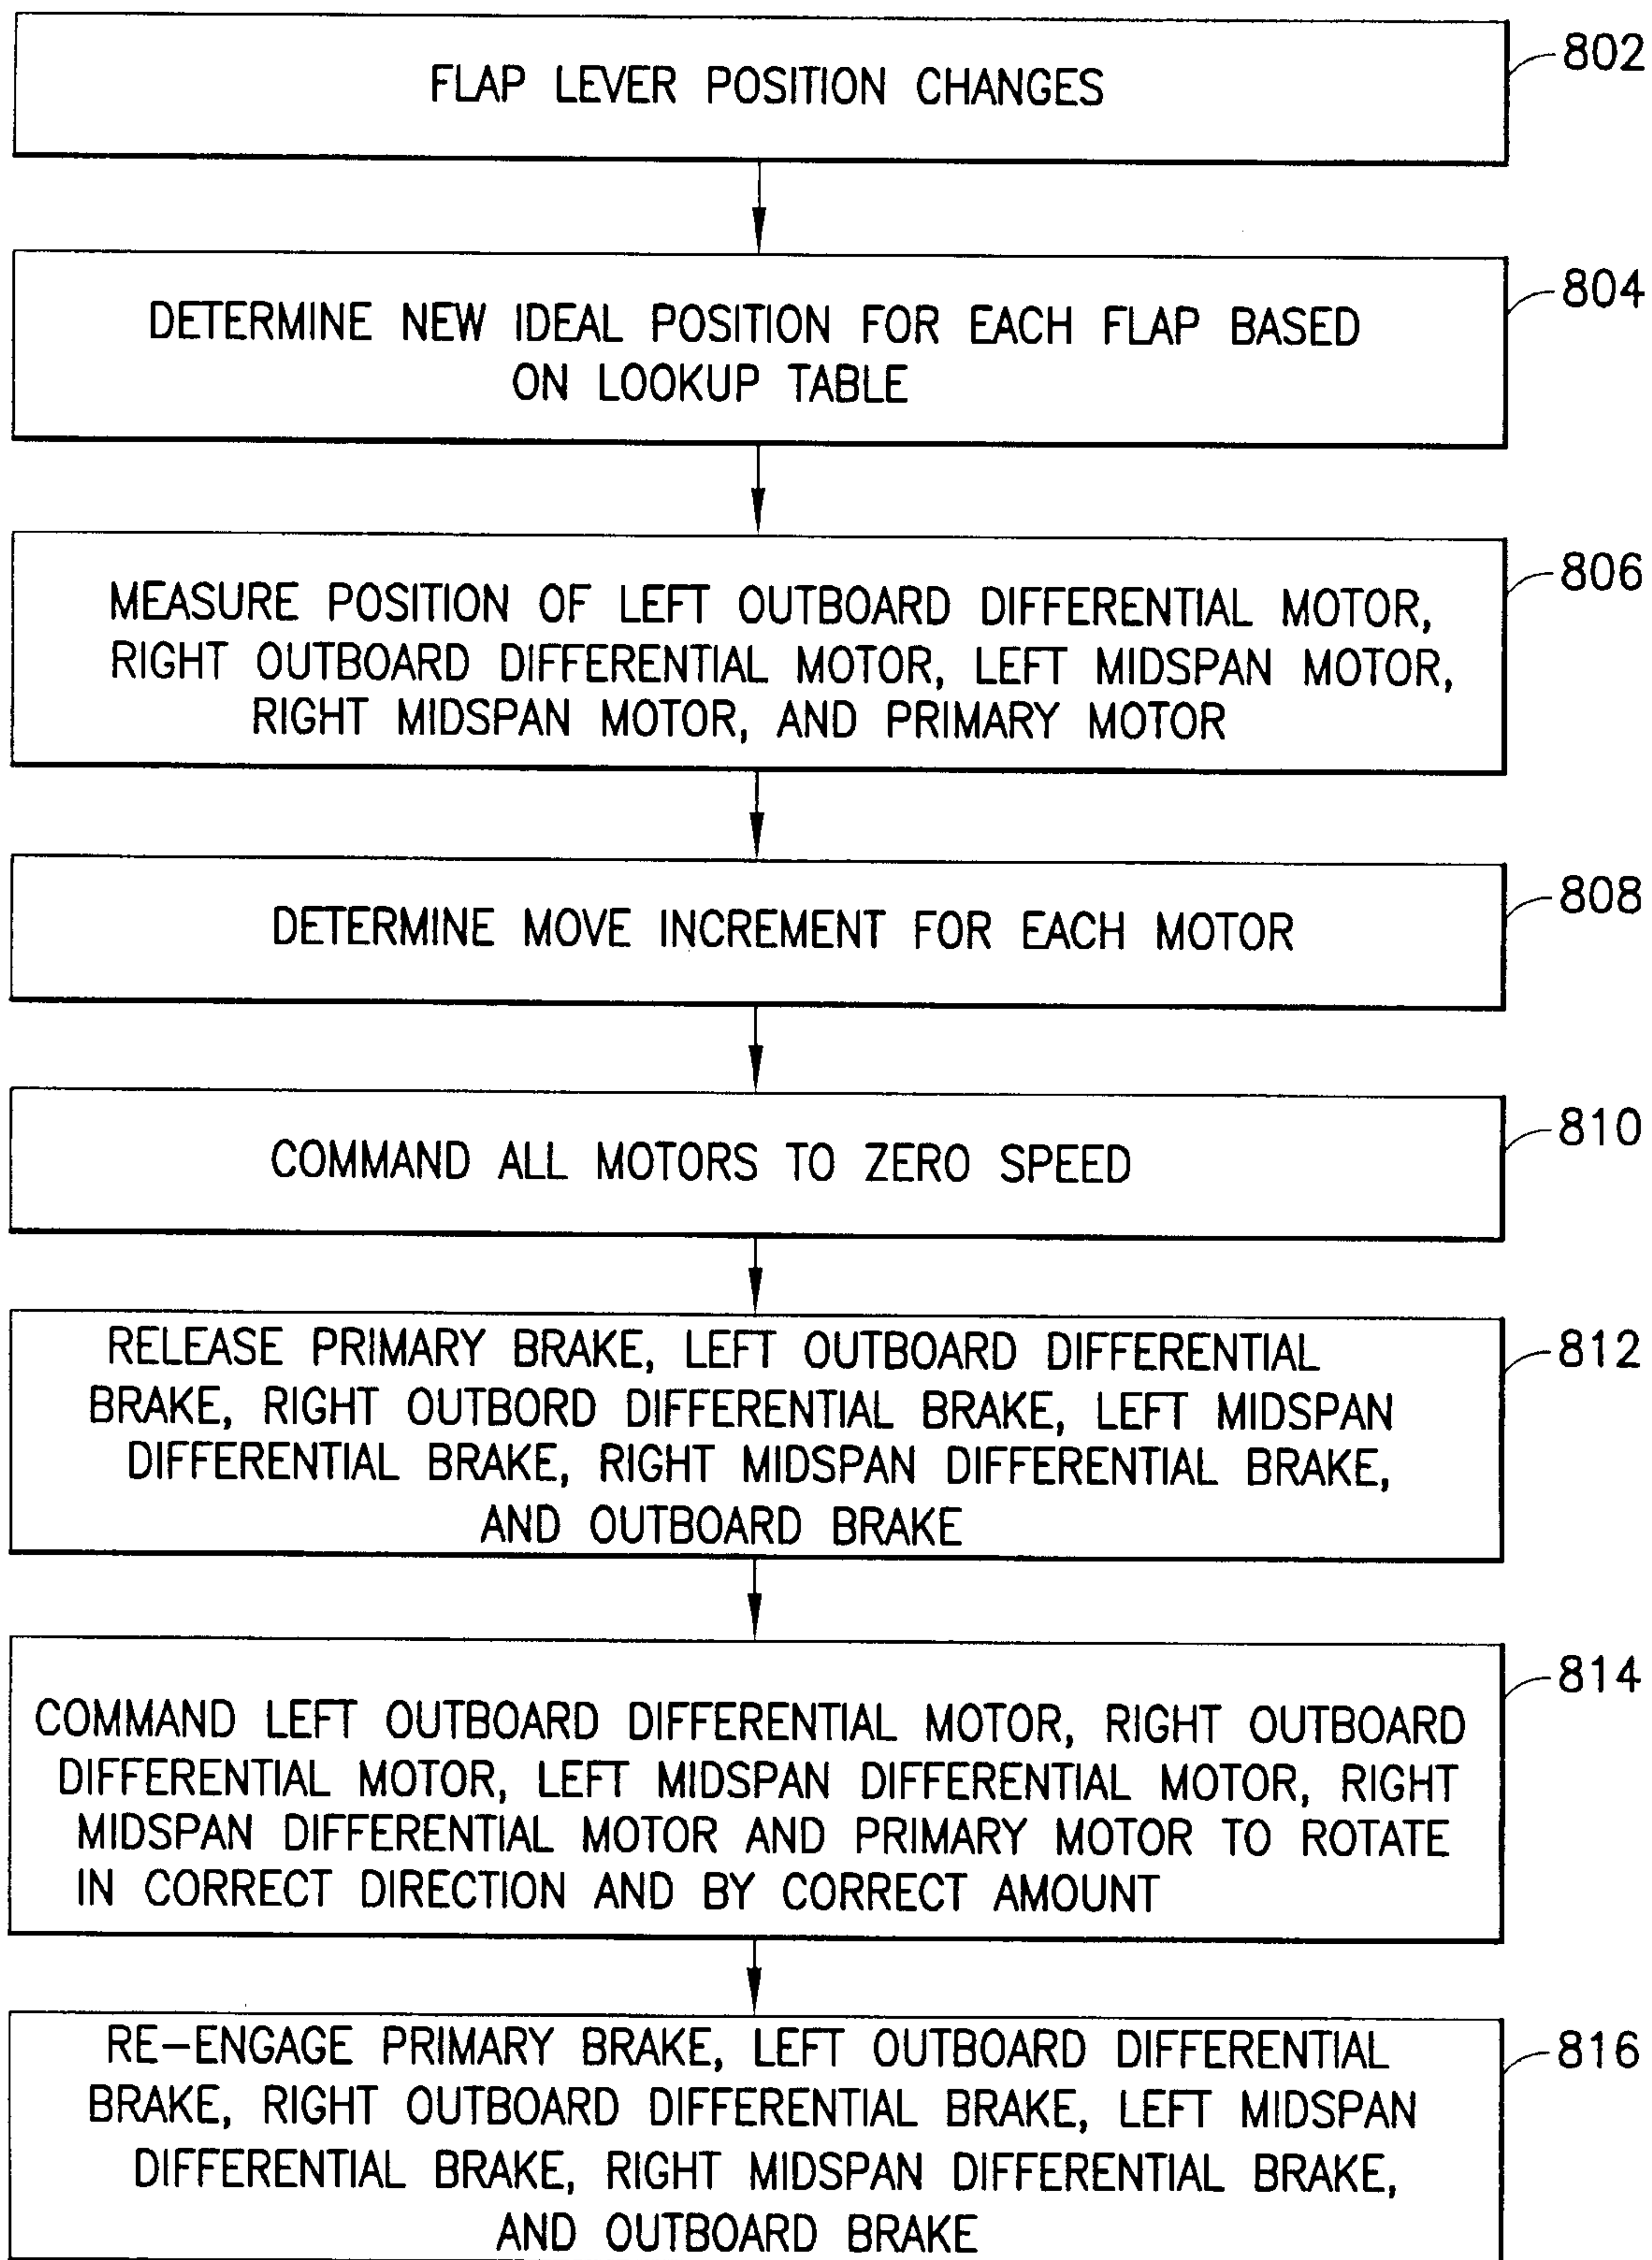 FLAP LEVER POSITION CHANGES
802
DETERMINE NEW IDEAL POSITION FOR EACH FLAP BASED
ON LOOKUP TABLE
804
MEASURE POSITION OF LEFT OUTBOARD DIFFERENTIAL MOTOR,
RIGHT OUTBOARD DIFFERENTIAL MOTOR, LEFT MIDSPAN MOTOR,
RIGHT MIDSPAN MOTOR, AND PRIMARY MOTOR
806
DETERMINE MOVE INCREMENT FOR EACH MOTOR
808
COMMAND ALL MOTORS TO ZERO SPEED
810
RELEASE PRIMARY BRAKE, LEFT OUTBOARD DIFFERENTIAL
BRAKE, RIGHT OUTBORD DIFFERENTIAL BRAKE, LEFT MIDSPAN
DIFFERENTIAL BRAKE, RIGHT MIDSPAN DIFFERENTIAL BRAKE,
AND OUTBOARD BRAKE
812
COMMAND LEFT OUTBOARD DIFFERENTIAL MOTOR, RIGHT OUTBOARD
DIFFERENTIAL MOTOR, LEFT MIDSPAN DIFFERENTIAL MOTOR, RIGHT
MIDSPAN DIFFERENTIAL MOTOR AND PRIMARY MOTOR TO ROTATE
IN CORRECT DIRECTION AND BY CORRECT AMOUNT
814
RE-ENGAGE PRIMARY BRAKE, LEFT OUTBOARD DIFFERENTIAL
BRAKE, RIGHT OUTBOARD DIFFERENTIAL BRAKE, LEFT MIDSPAN
DIFFERENTIAL BRAKE, RIGHT MIDSPAN DIFFERENTIAL BRAKE,
AND OUTBOARD BRAKE
816